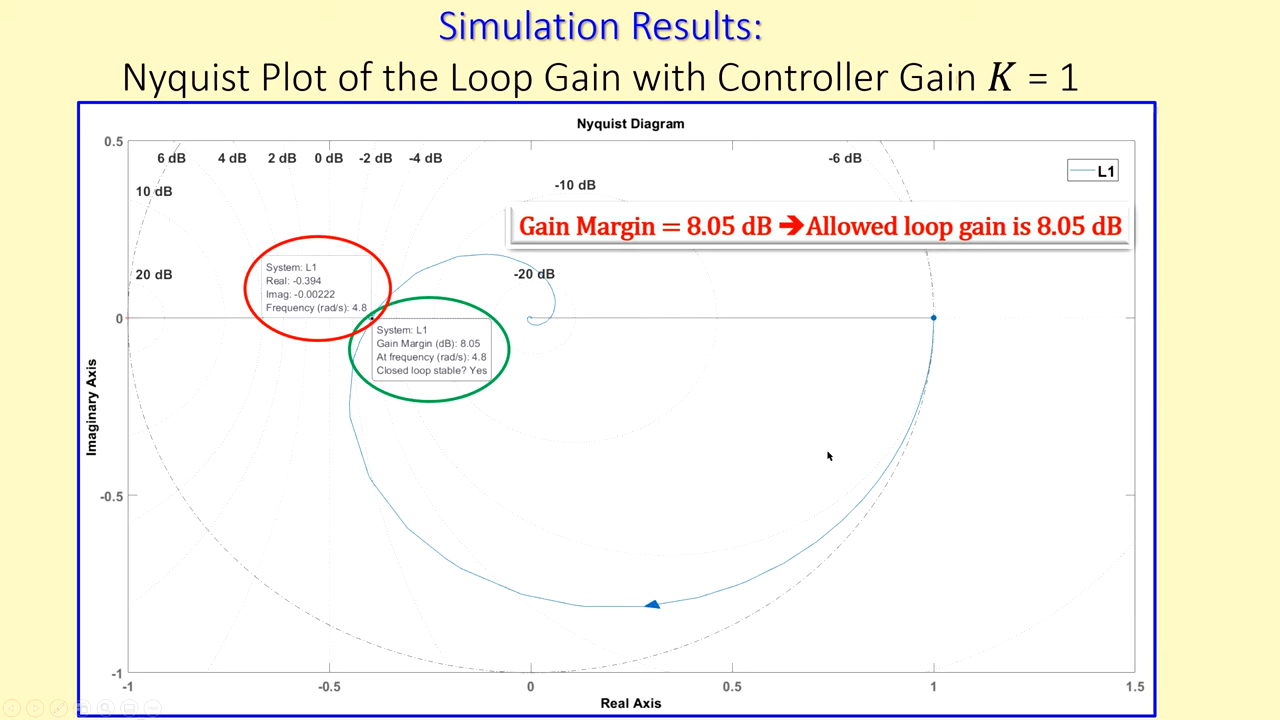 Simulation Results:
Nyquist Plot of the Loop Gain with Controller Gain K = 1
Nyquist Diagram
0.5
6 dB
4 dB
2 dB
0 dB
-2 dB
-4 dB
-6 dB
L1
10 dB
-10 dB
Gain Margin = 8.05 dB ➔Allowed loop gain is 8.05 dB
20 dB
-20 dB
System: L1
Real: -0.394
Imag: -0.00222
Frequency (rad/s): 4.8
0
System: L1
Gain Margin (dB): 8.05
At frequency (rad/s): 4.8
Closed loop stable? Yes
Imaginary Axis
-0.5
-1
-1
-0.5
0
0.5
1
1.5
Real Axis